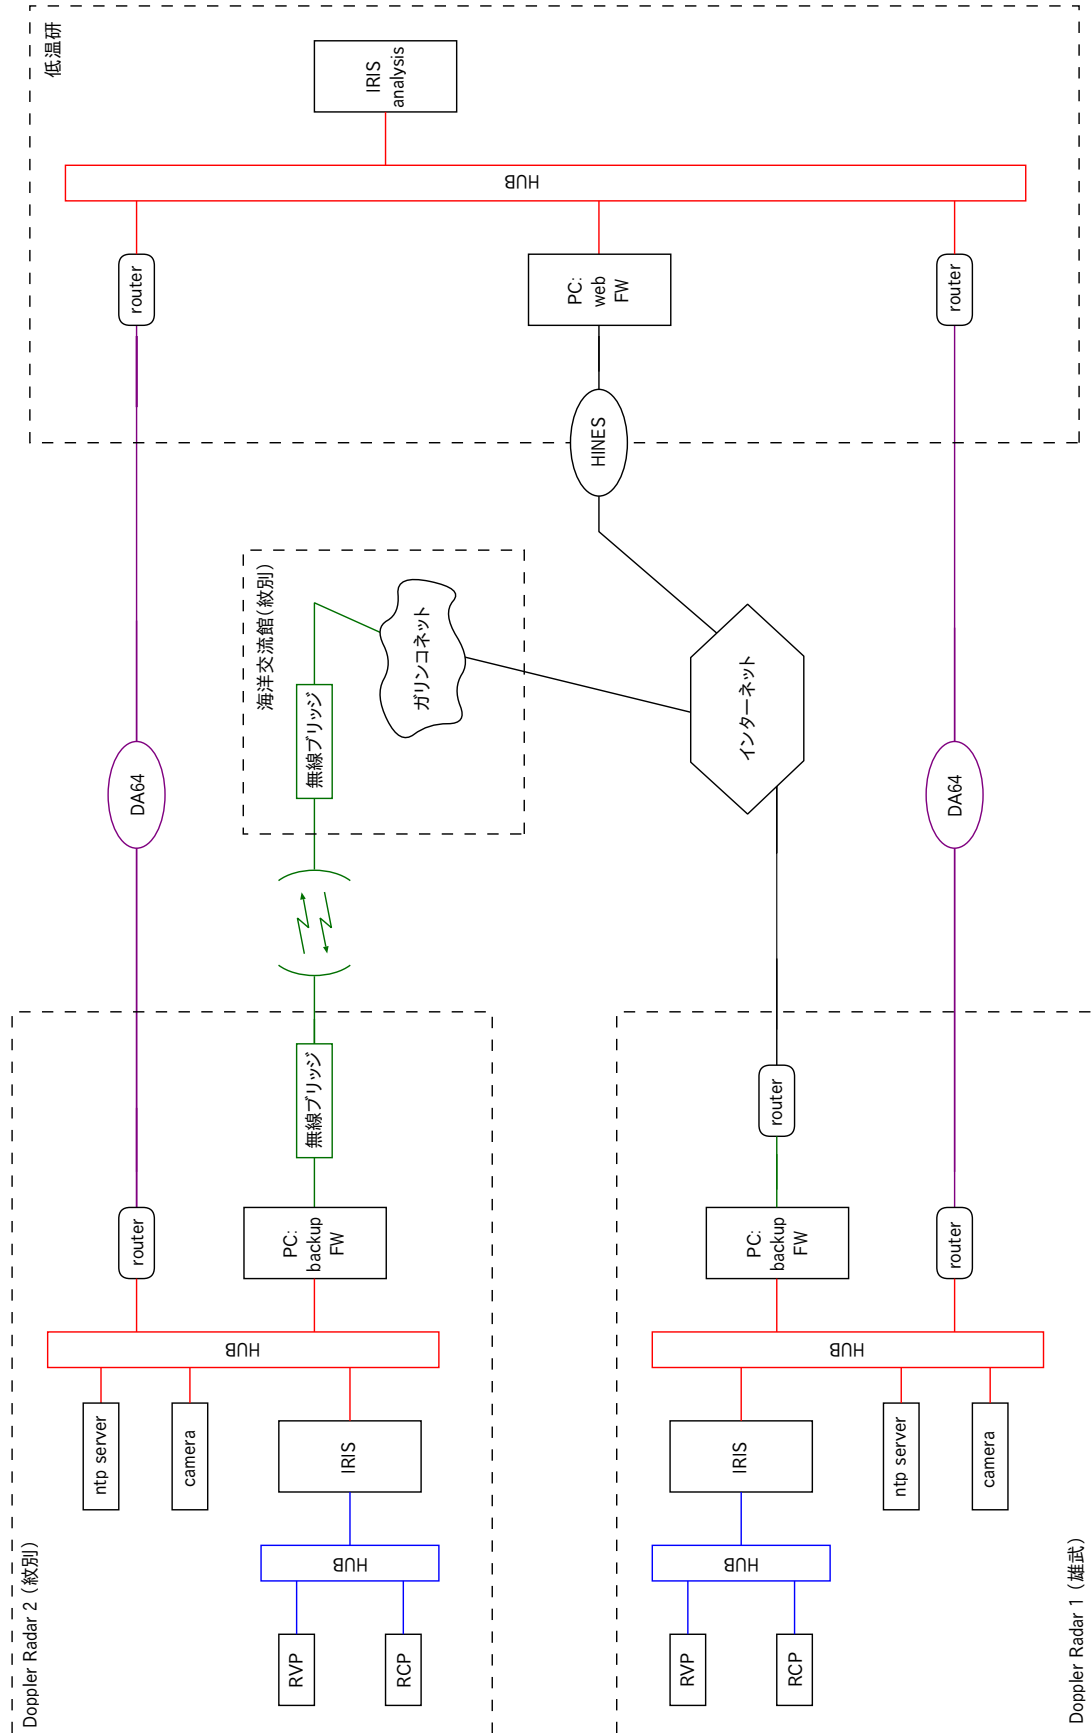 低温研
IRIS
analysis
HUB
router
PC:
web
FW
router
HINES
海洋交流館(紋別)
ガリンコネット
無線ブリッジ
インターネット
DA64
DA64
無線ブリッジ
router
router
PC:
backup
FW
PC:
backup
FW
router
HUB
HUB
ntp server
camera
IRIS
IRIS
ntp server
camera
HUB
HUB
RVP
RCP
RVP
RCP
Doppler Radar 2 (紋別)
Doppler Radar 1 (雄武)